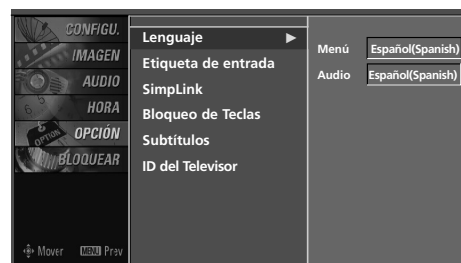 CONFIGU.
IMAGEN
AUDIO
HORA
OPCIÓN
BLOQUEAR
Mover MENU Prev
Lenguaje ▶
Etiqueta de entrada
SimpLink
Bloqueo de Teclas
Subtítulos
ID del Televisor
Menú Español(Spanish)
Audio Español(Spanish)